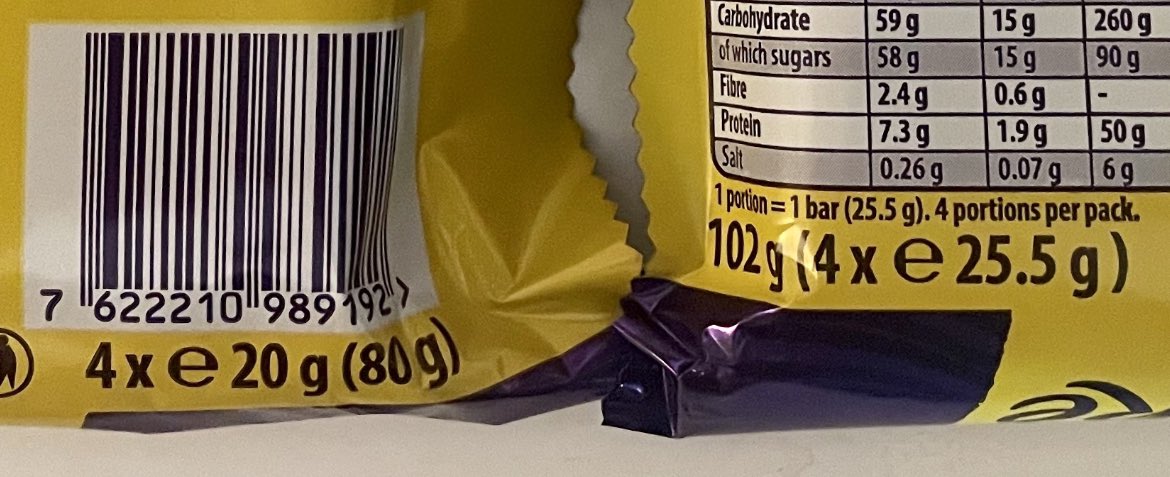 7 622210 989192 >
4 x e 20 g (80 g)
Carbohydrate 59 g 15 g 260 g
of which sugars 58 g 15 g 90 g
Fibre 2.4 g 0.6 g -
Protein 7.3 g 1.9 g 50 g
Salt 0.26 g 0.07 g 6 g
1 portion = 1 bar (25.5 g). 4 portions per pack.
102 g (4 x e 25.5 g)